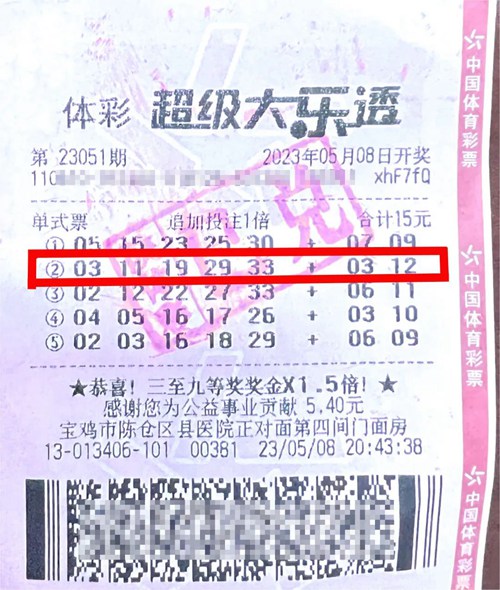 体彩 超级大乐透
第 23051期 2023年05月08日开奖
110 xhF7fQ
单式票 追加投注1倍 合计15元
① 05 15 23 25 30 + 07 09
② 03 11 19 29 33 + 03 12
③ 02 12 22 27 33 + 06 11
④ 04 05 16 17 26 + 03 10
⑤ 02 03 16 18 29 + 06 09
★恭喜! 三至九等奖奖金X1.5倍! ★
感谢您为公益事业贡献 5.40元
宝鸡市陈仓区县医院正对面第四间门面房
13-013406-101 00381 23/05/08 20:43:38
中国体育彩票
中国体育彩票
中国体育彩票